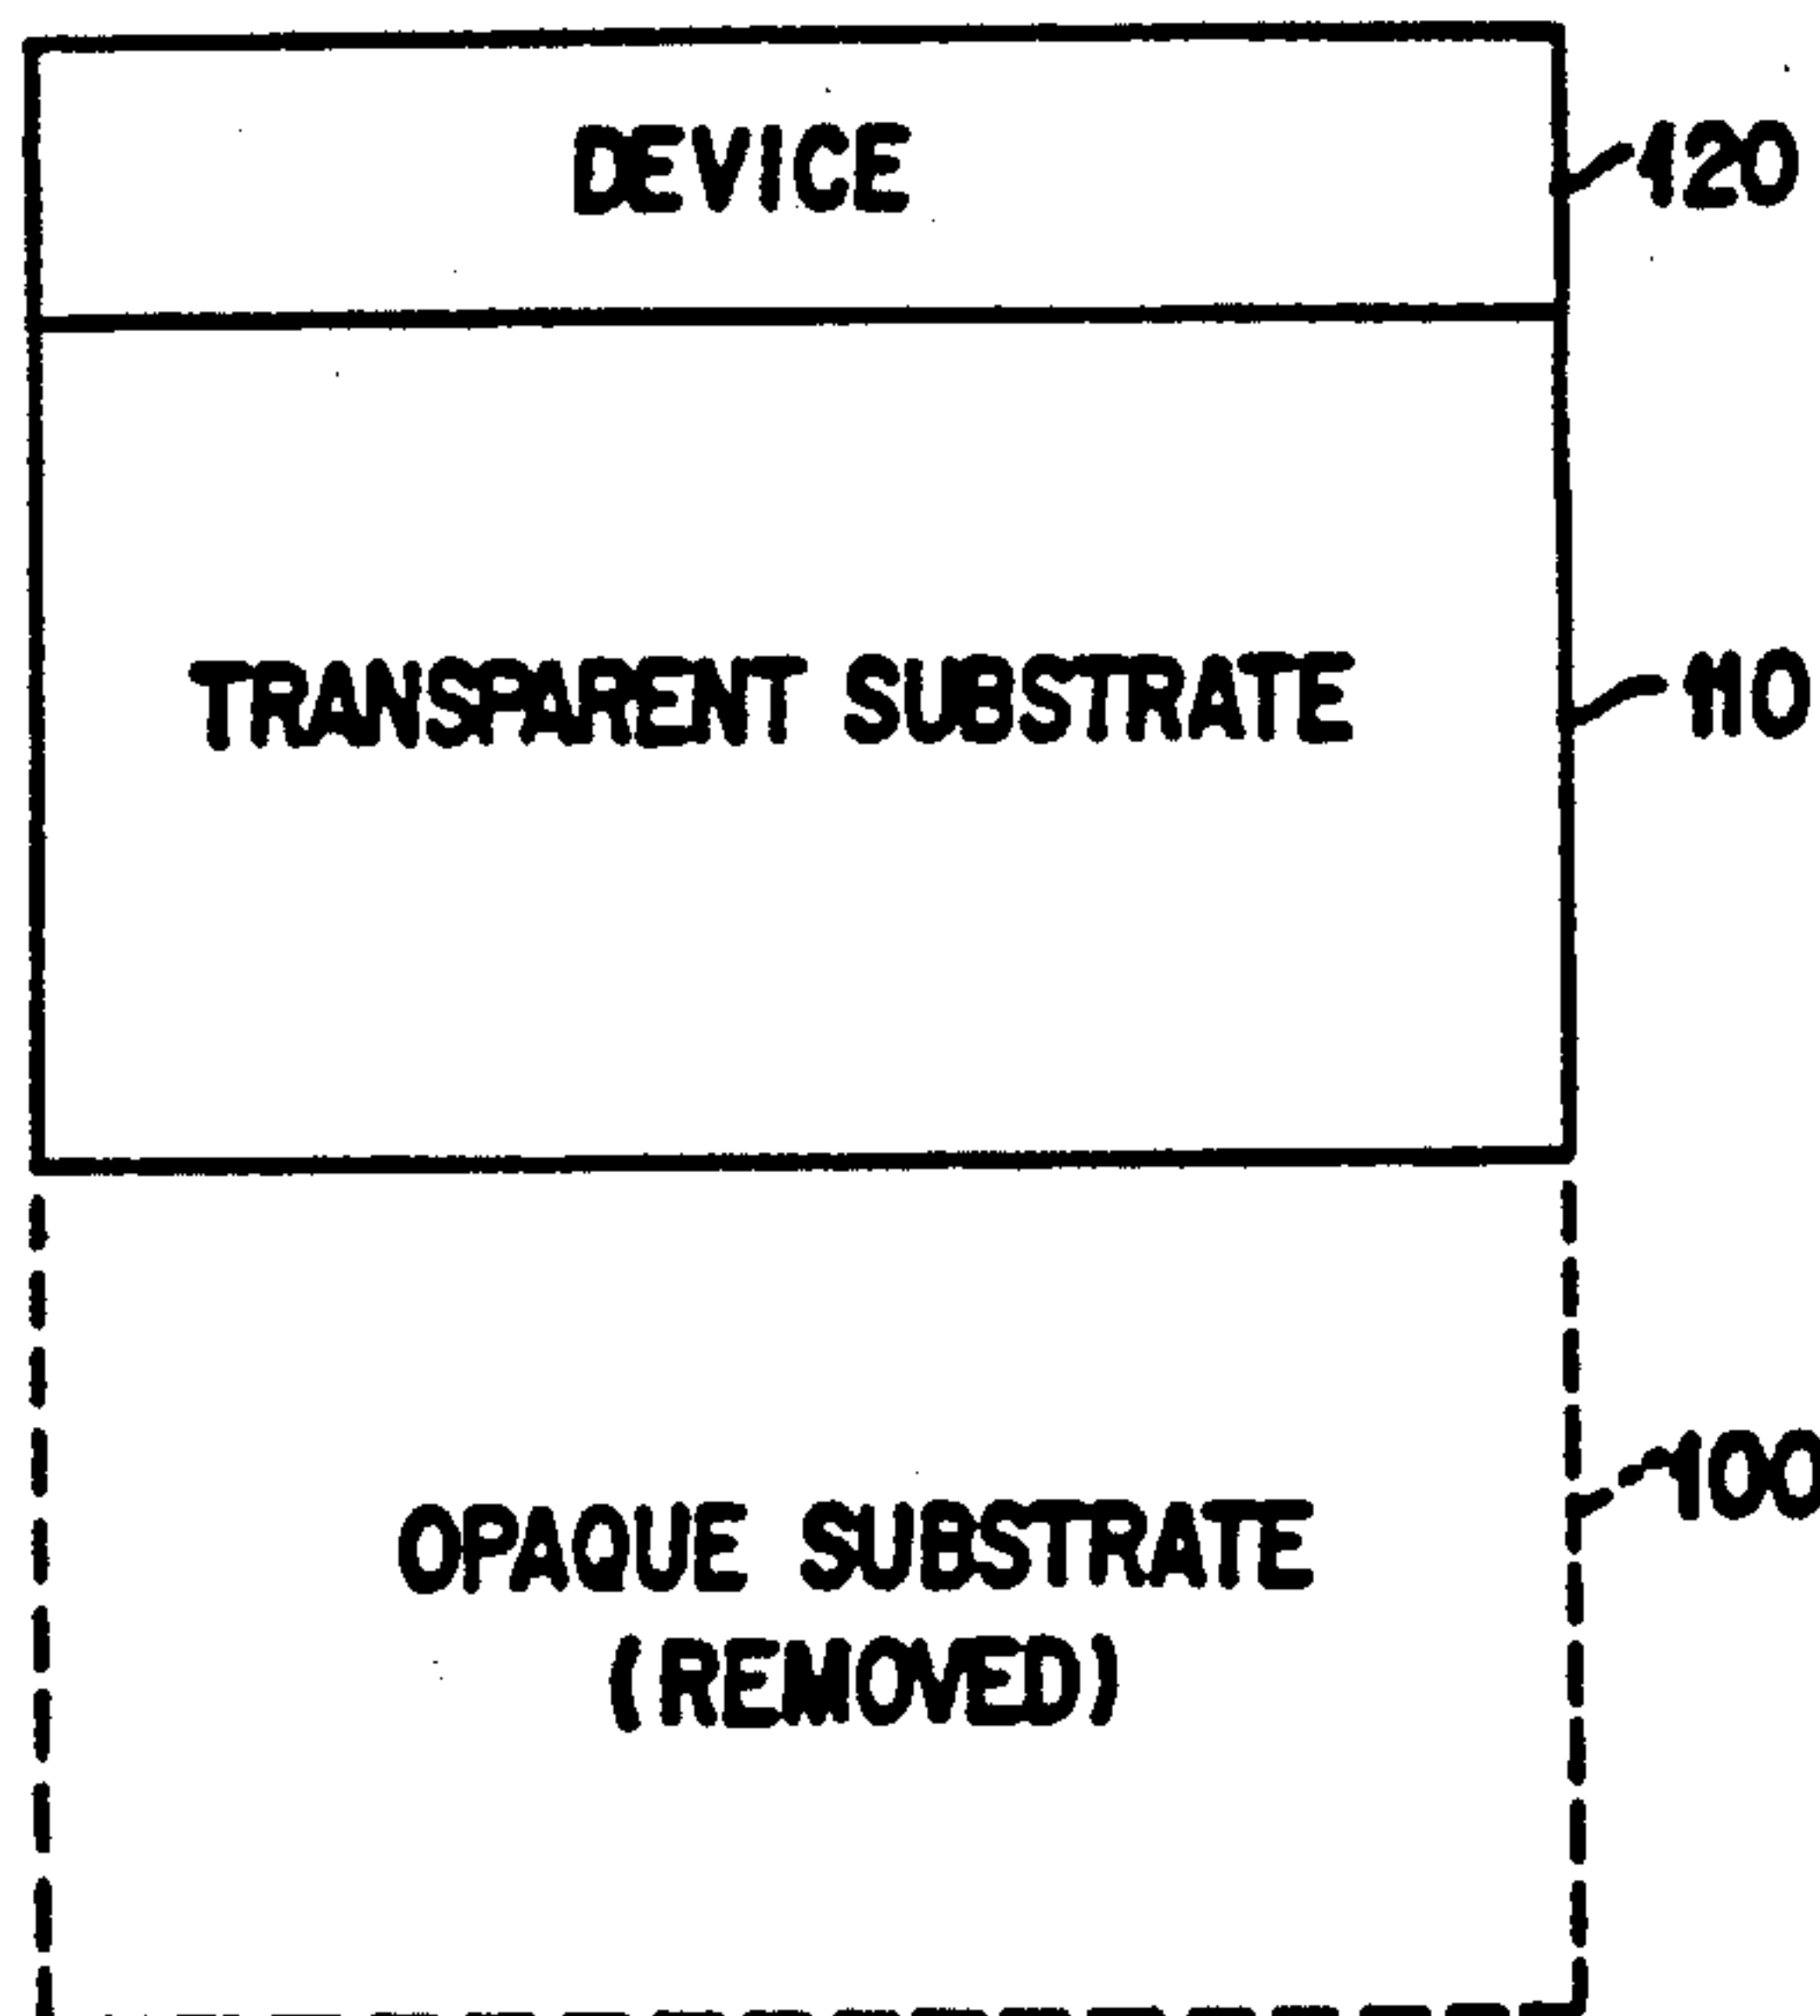 DEVICE
120
TRANSPARENT SUBSTRATE
110
100
OPAQUE SUBSTRATE
(REMOVED)